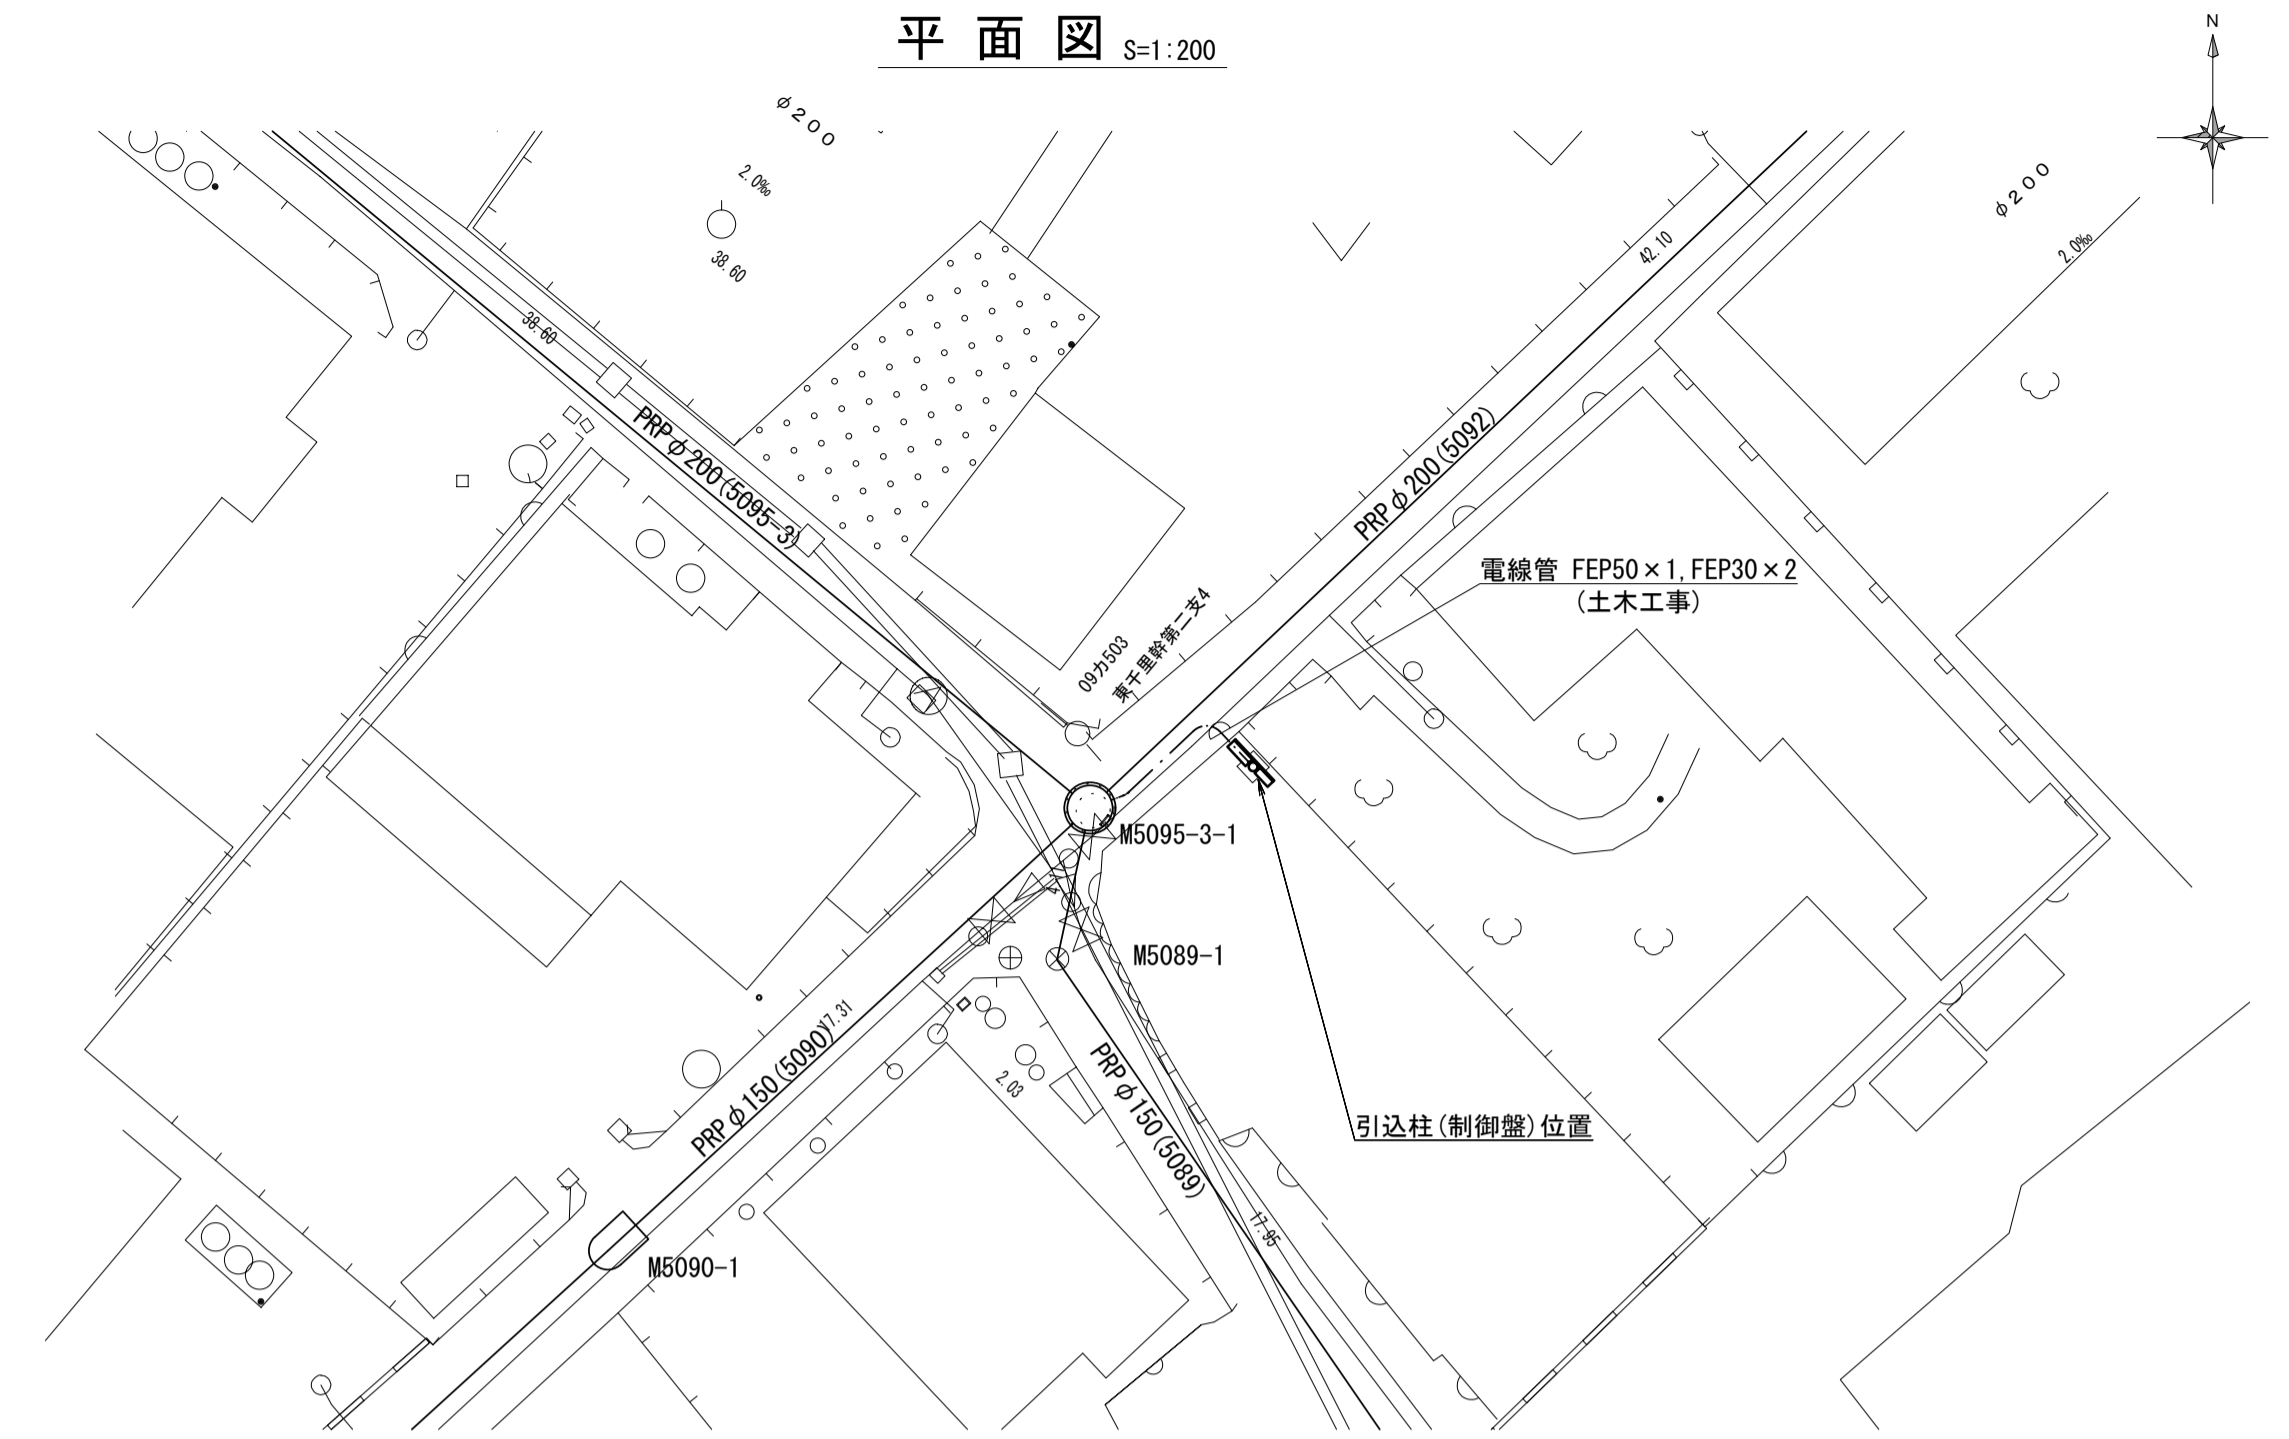 平面図 S=1:200
N
φ200
2.0‰
38.60
φ200
2.0‰
42.10
38.60
PRPφ200(5095-3)
PRPφ200(5092)
電線管 FEP50×1,FEP30×2
(土木工事)
09カ503
東千里幹第二支4
M5095-3-1
M5089-1
17.31
PRPφ150(5090)
2.03
PRPφ150(5089)
引込柱(制御盤)位置
17.95
M5090-1